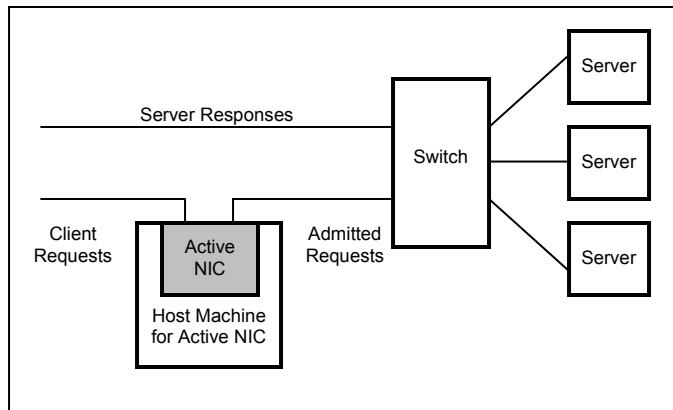 Server
Server Responses
Switch
Server
Client
Requests
Active
NIC
Admitted
Requests
Server
Host Machine
for Active NIC